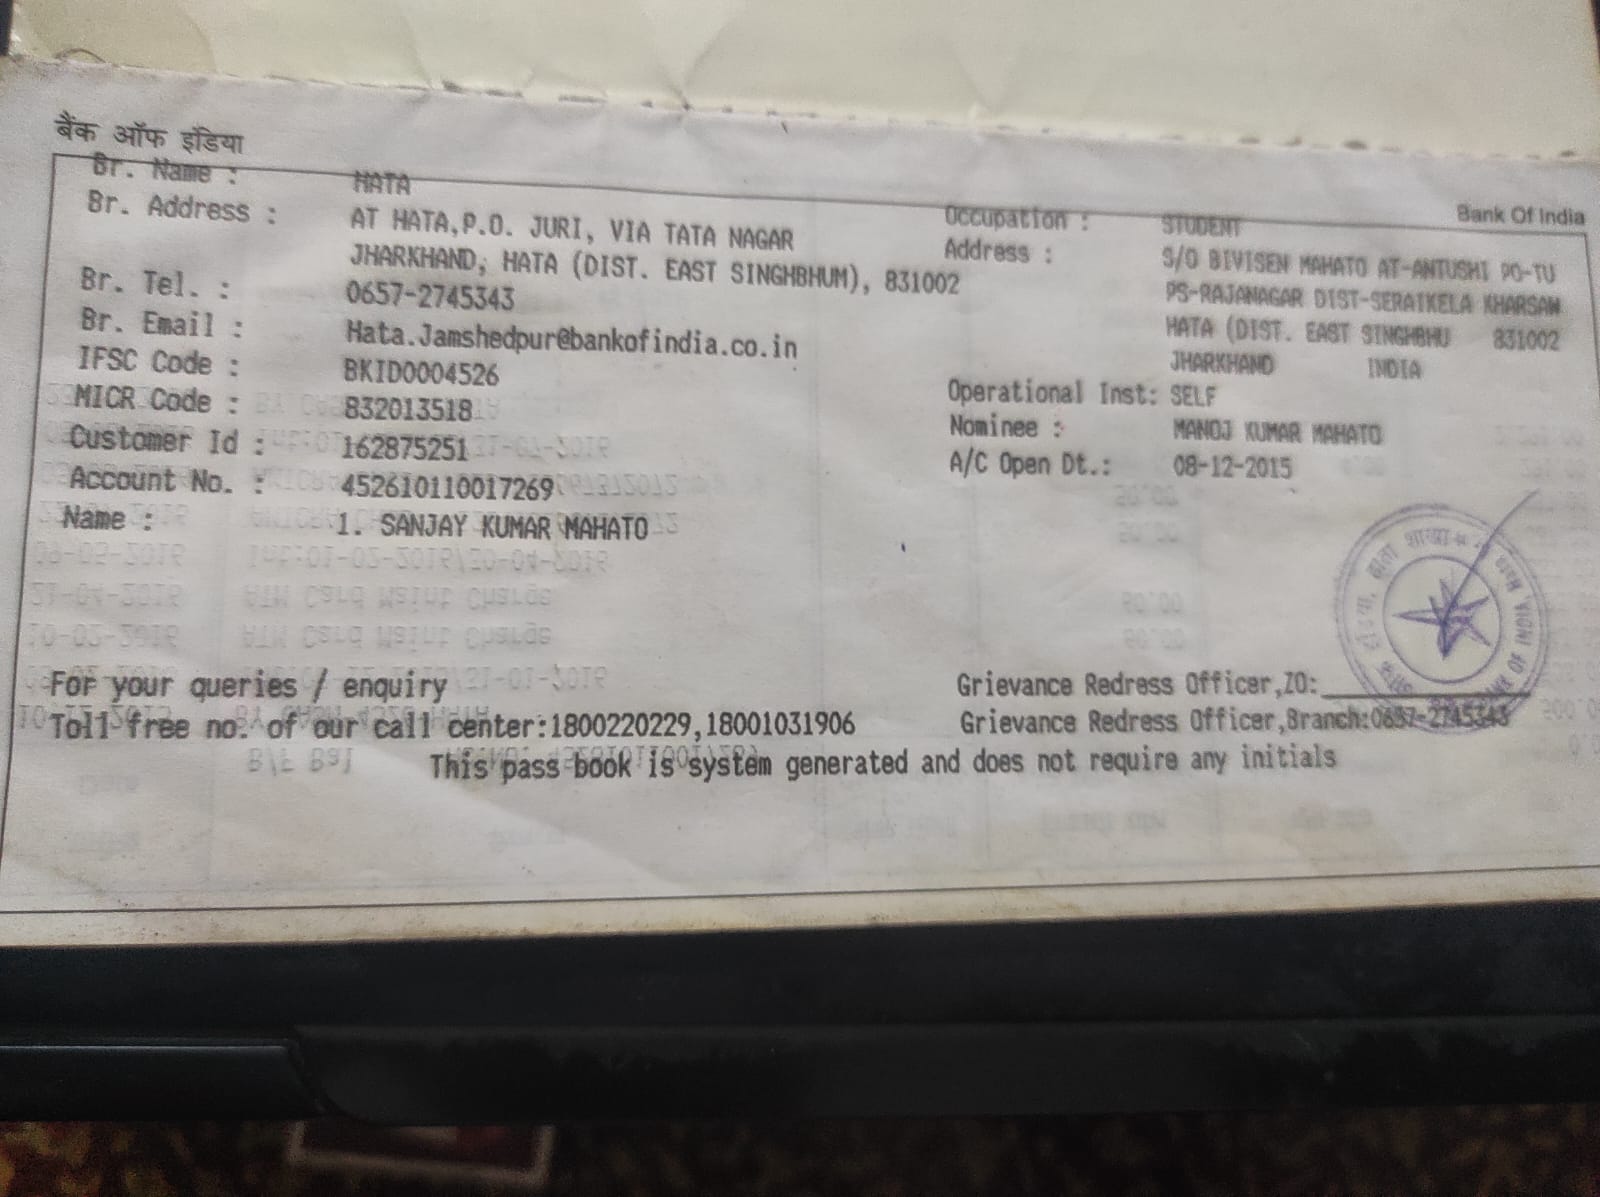 बैंक ऑफ इंडिया
Bank Of India
Br. Name : HATA
Br. Address : AT HATA,P.O. JURI, VIA TATA NAGAR
JHARKHAND, HATA (DIST. EAST SINGHBHUM), 831002
Br. Tel. : 0657-2745343
Br. Email : Hata.Jamshedpur@bankofindia.co.in
IFSC Code : BKID0004526
MICR Code : 832013518
Customer Id : 162875251
Account No. : 452610110017269
Name : 1. SANJAY KUMAR MAHATO
Occupation : STUDENT
Address : S/O BIVISEN MAHATO AT-ANTUSHI PO-TU
PS-RAJANAGAR DIST-SERAIKELA KHARSAW
HATA (DIST. EAST SINGHBHU 831002
JHARKHAND INDIA
Operational Inst: SELF
Nominee : MANOJ KUMAR MAHATO
A/C Open Dt.: 08-12-2015
For your queries / enquiry
Toll free no. of our call center:1800220229,18001031906
Grievance Redress Officer,ZO:
Grievance Redress Officer,Branch:0657-2745343
This pass book is system generated and does not require any initials
OF INDIA